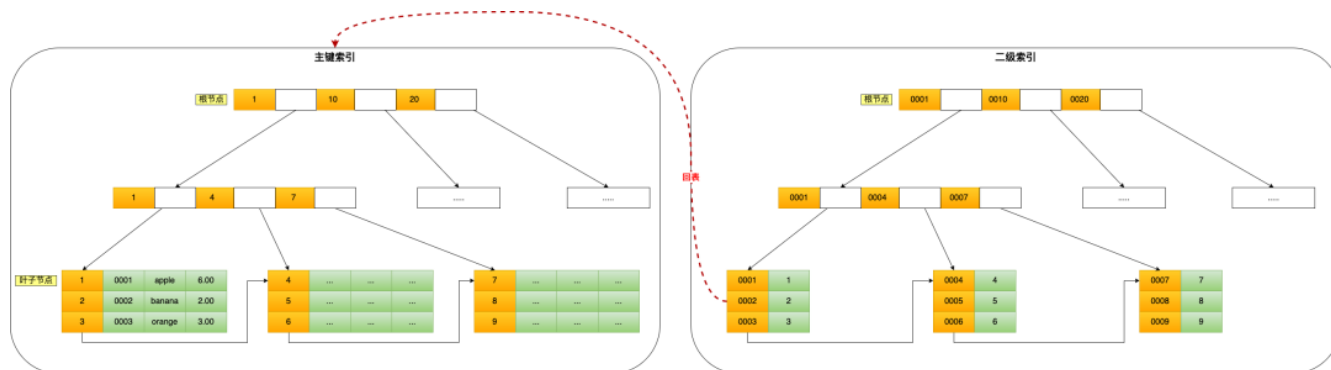 主键索引
根节点 1 10 20
1 4 7 ..... .....
叶子节点
1 0001 apple 6.00
2 0002 banana 2.00
3 0003 orange 3.00
4 ... ... ...
5 ... ... ...
6 ... ... ...
7 ... ... ...
8 ... ... ...
9 ... ... ...
回表
二级索引
根节点 0001 0010 0020
0001 0004 0007 ..... .....
0001 1
0002 2
0003 3
0004 4
0005 5
0006 6
0007 7
0008 8
0009 9